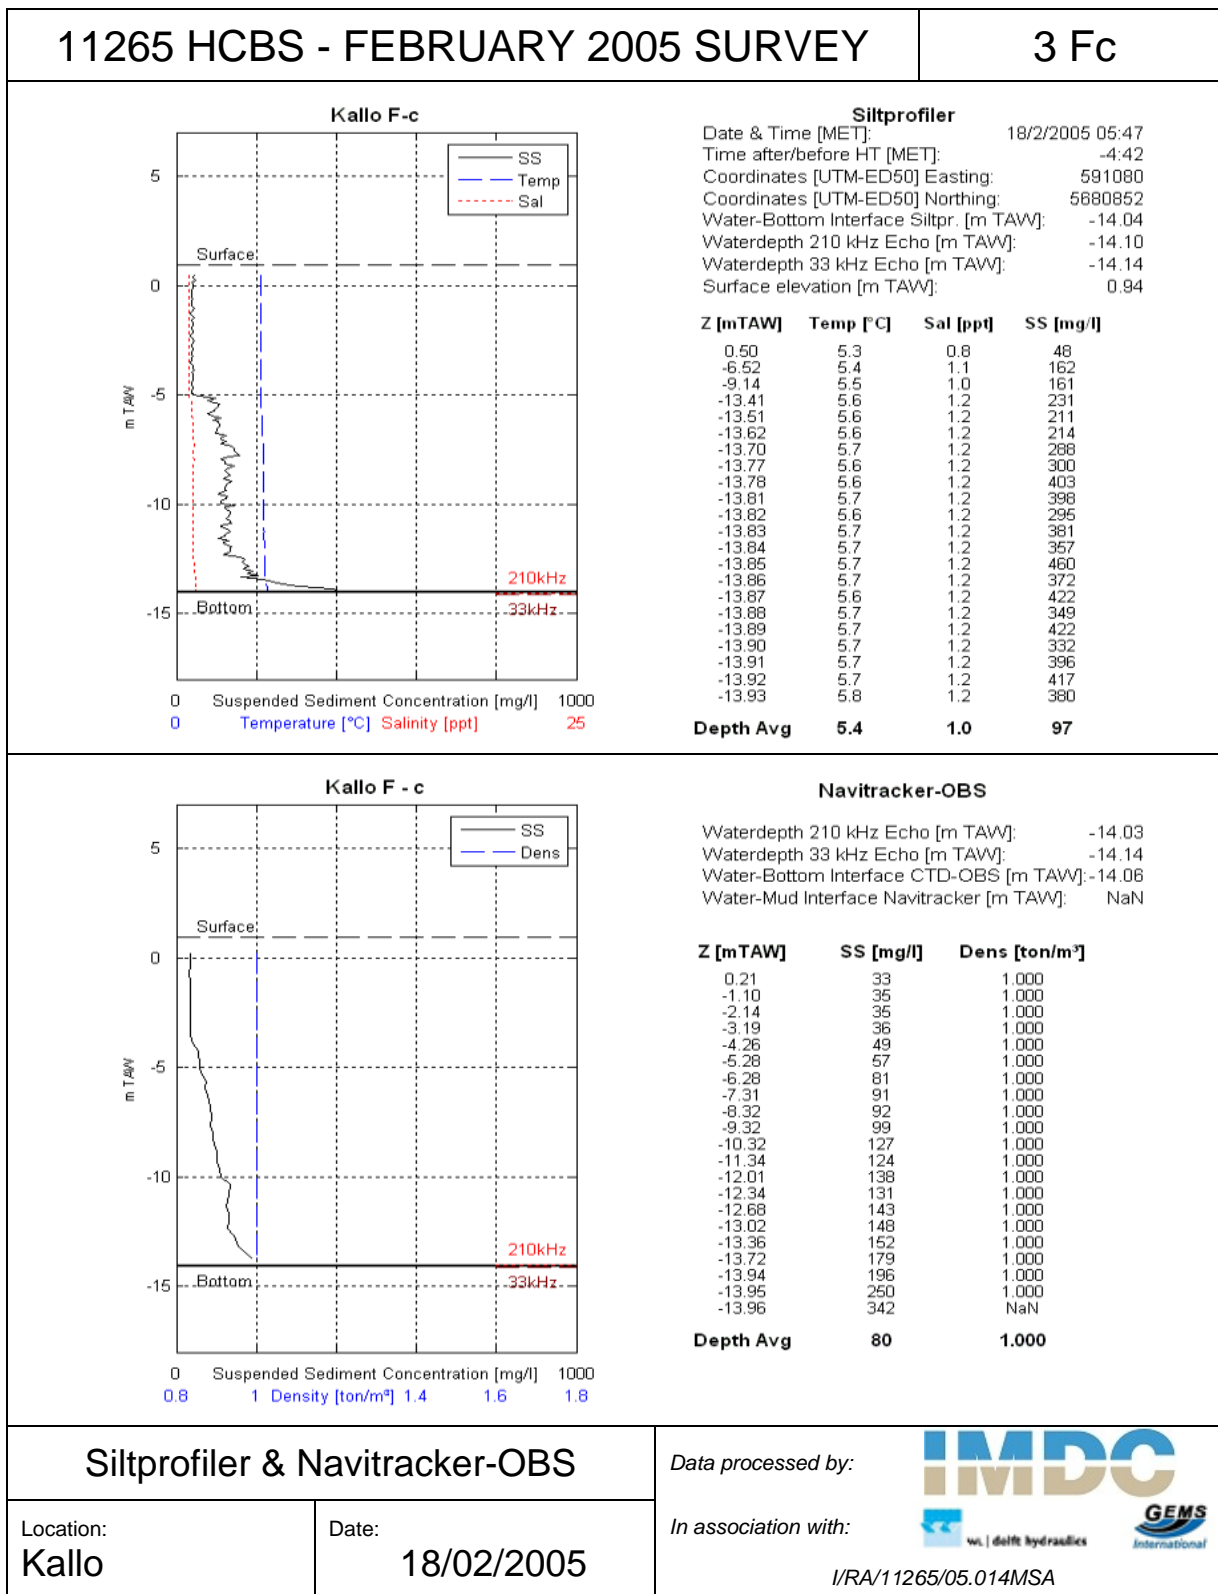 11265 HCBS - FEBRUARY 2005 SURVEY
3 Fc
Kallo F-c
SS
Temp
Sal
5
Surface
0
-5
m TAW
-10
210kHz
Bottom
33kHz
-15
0 Suspended Sediment Concentration [mg/l] 1000
0 Temperature [°C] Salinity [ppt] 25
Siltprofiler
Date & Time [MET]: 18/2/2005 05:47
Time after/before HT [MET]: -4:42
Coordinates [UTM-ED50] Easting: 591080
Coordinates [UTM-ED50] Northing: 5680852
Water-Bottom Interface Siltpr. [m TAW]: -14.04
Waterdepth 210 kHz Echo [m TAW]: -14.10
Waterdepth 33 kHz Echo [m TAW]: -14.14
Surface elevation [m TAW]: 0.94
Z [mTAW] Temp [°C] Sal [ppt] SS [mg/l]
0.50 5.3 0.8 48
-6.52 5.4 1.1 162
-9.14 5.5 1.0 161
-13.41 5.6 1.2 231
-13.51 5.6 1.2 211
-13.62 5.6 1.2 214
-13.70 5.7 1.2 288
-13.77 5.6 1.2 300
-13.78 5.6 1.2 403
-13.81 5.7 1.2 398
-13.82 5.6 1.2 295
-13.83 5.7 1.2 381
-13.84 5.7 1.2 357
-13.85 5.7 1.2 460
-13.86 5.7 1.2 372
-13.87 5.6 1.2 422
-13.88 5.7 1.2 349
-13.89 5.7 1.2 422
-13.90 5.7 1.2 332
-13.91 5.7 1.2 396
-13.92 5.7 1.2 417
-13.93 5.8 1.2 380
Depth Avg 5.4 1.0 97
Kallo F - c
SS
Dens
5
Surface
0
-5
m TAW
-10
210kHz
Bottom
33kHz
-15
0 Suspended Sediment Concentration [mg/l] 1000
0.8 1 Density [ton/m³] 1.4 1.6 1.8
Navitracker-OBS
Waterdepth 210 kHz Echo [m TAW]: -14.03
Waterdepth 33 kHz Echo [m TAW]: -14.14
Water-Bottom Interface CTD-OBS [m TAW]: -14.06
Water-Mud Interface Navitracker [m TAW]: NaN
Z [mTAW] SS [mg/l] Dens [ton/m³]
0.21 33 1.000
-1.10 35 1.000
-2.14 35 1.000
-3.19 36 1.000
-4.26 49 1.000
-5.28 57 1.000
-6.28 81 1.000
-7.31 91 1.000
-8.32 92 1.000
-9.32 99 1.000
-10.32 127 1.000
-11.34 124 1.000
-12.01 138 1.000
-12.34 131 1.000
-12.68 143 1.000
-13.02 148 1.000
-13.36 152 1.000
-13.72 179 1.000
-13.94 196 1.000
-13.95 250 1.000
-13.96 342 NaN
Depth Avg 80 1.000
Siltprofiler & Navitracker-OBS
Location:
Kallo
Date:
18/02/2005
Data processed by:
IMDC
In association with:
wl | delft hydraulics
GEMS
International
I/RA/11265/05.014MSA